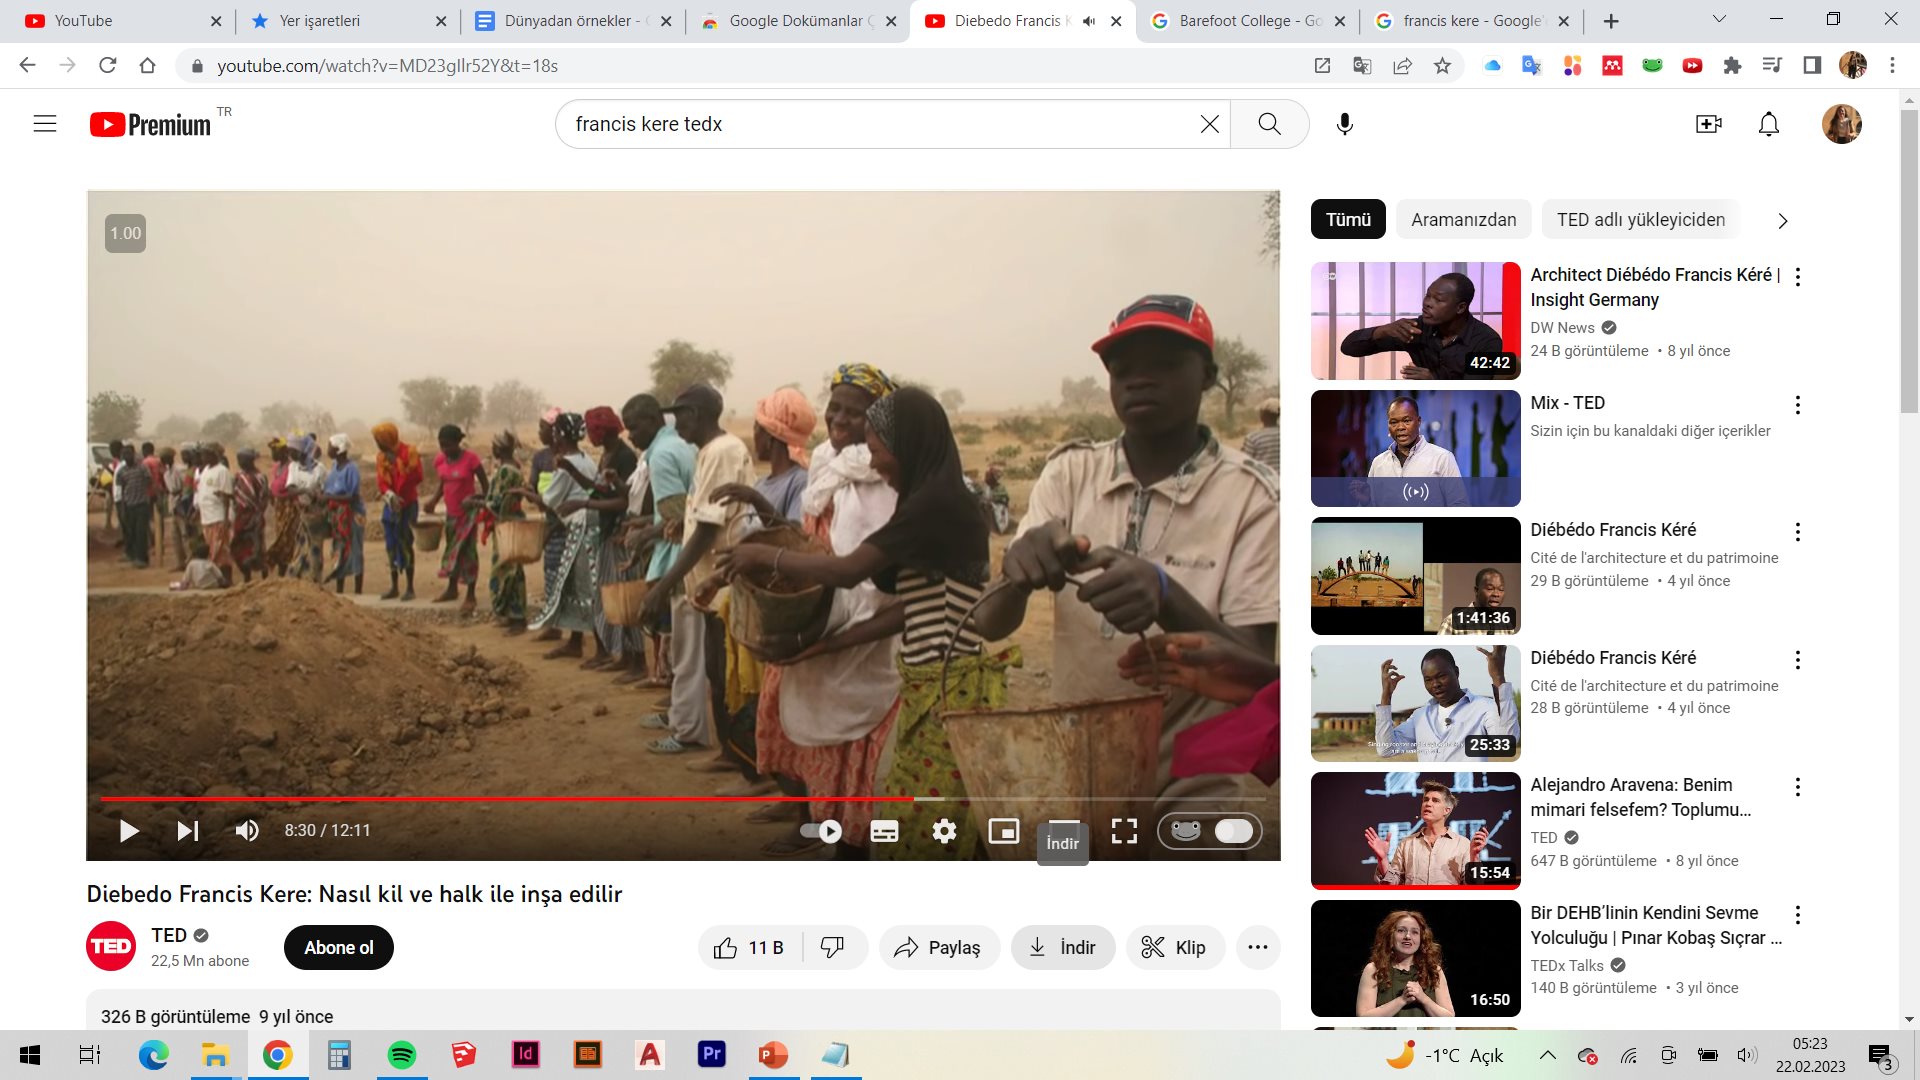 YouTube
Yer işaretleri
Dünyadan örnekler - G
Google Dokümanlar Ç
Diebedo Francis K
Barefoot College - Go
francis kere - Google'
youtube.com/watch?v=MD23gIlr52Y&t=18s
Premium TR
francis kere tedx
1.00
8:30 / 12:11
İndir
Diebedo Francis Kere: Nasıl kil ve halk ile inşa edilir
TED
TED
22,5 Mn abone
Abone ol
11 B
Paylaş
İndir
Klip
326 B görüntüleme 9 yıl önce
Tümü
Aramanızdan
TED adlı yükleyiciden
42:42
Architect Diébédo Francis Kéré |
Insight Germany
DW News
24 B görüntüleme • 8 yıl önce
Mix - TED
Sizin için bu kanaldaki diğer içerikler
1:41:36
Diébédo Francis Kéré
Cité de l'architecture et du patrimoine
29 B görüntüleme • 4 yıl önce
25:33
Diébédo Francis Kéré
Cité de l'architecture et du patrimoine
28 B görüntüleme • 4 yıl önce
15:54
Alejandro Aravena: Benim
mimari felsefem? Toplumu...
TED
647 B görüntüleme • 8 yıl önce
16:50
Bir DEHB'linin Kendini Sevme
Yolculuğu | Pınar Kobaş Sıçrar ...
TEDx Talks
140 B görüntüleme • 3 yıl önce
Id
A
Pr
P
-1°C Açık
05:23
22.02.2023
3